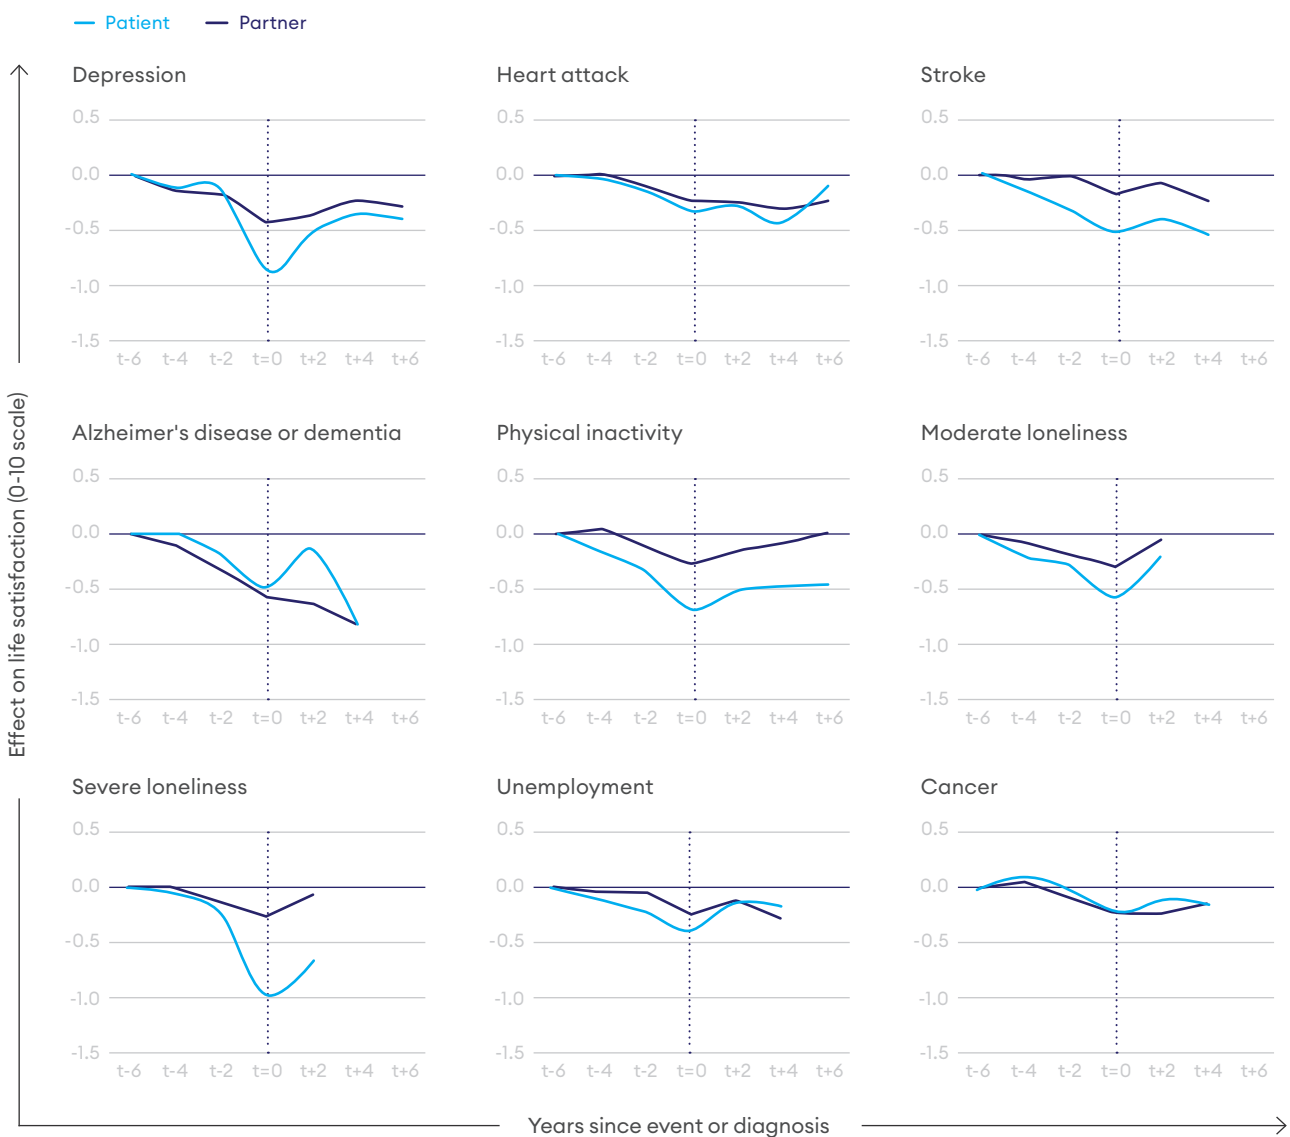 Patient Partner
Depression
0.5
0.0
-0.5
-1.0
-1.5
t-6 t-4 t-2 t=0 t+2 t+4 t+6
Heart attack
0.5
0.0
-0.5
-1.0
-1.5
t-6 t-4 t-2 t=0 t+2 t+4 t+6
Stroke
0.5
0.0
-0.5
-1.0
-1.5
t-6 t-4 t-2 t=0 t+2 t+4 t+6
Effect on life satisfaction (0-10 scale)
Alzheimer's disease or dementia
0.5
0.0
-0.5
-1.0
-1.5
t-6 t-4 t-2 t=0 t+2 t+4 t+6
Physical inactivity
0.5
0.0
-0.5
-1.0
-1.5
t-6 t-4 t-2 t=0 t+2 t+4 t+6
Moderate loneliness
0.5
0.0
-0.5
-1.0
-1.5
t-6 t-4 t-2 t=0 t+2 t+4 t+6
Severe loneliness
0.5
0.0
-0.5
-1.0
-1.5
t-6 t-4 t-2 t=0 t+2 t+4 t+6
Unemployment
0.5
0.0
-0.5
-1.0
-1.5
t-6 t-4 t-2 t=0 t+2 t+4 t+6
Cancer
0.5
0.0
-0.5
-1.0
-1.5
t-6 t-4 t-2 t=0 t+2 t+4 t+6
Years since event or diagnosis